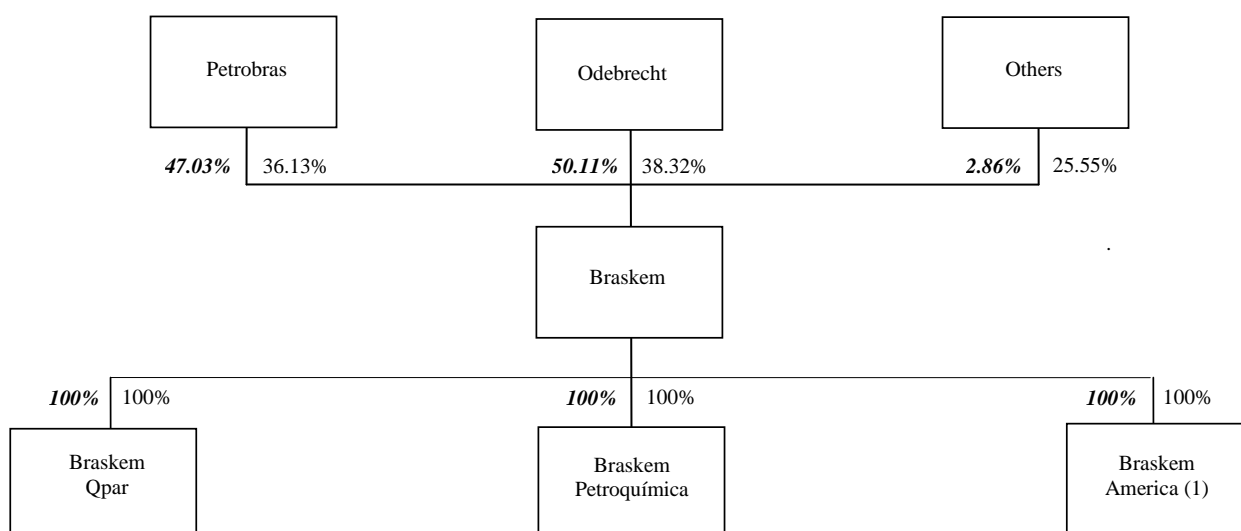 Petrobras
Odebrecht
Others
47.03% 36.13%
50.11% 38.32%
2.86% 25.55%
Braskem
.
100% 100%
100% 100%
100% 100%
Braskem
Qpar
Braskem
Petroquímica
Braskem
America (1)